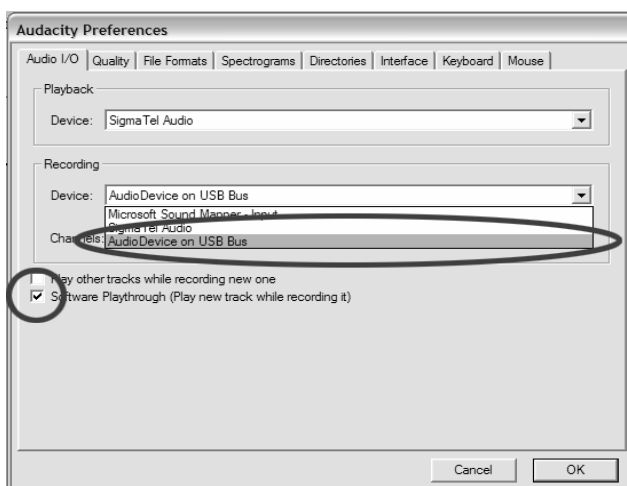 Audacity Preferences
Audio I/O Quality File Formats Spectrograms Directories Interface Keyboard Mouse
Playback
Device: SigmaTel Audio
Recording
Device: AudioDevice on USB Bus
Microsoft Sound Mapper - Input
SigmaTel Audio
Channels: AudioDevice on USB Bus
Play other tracks while recording new one
Software Playthrough (Play new track while recording it)
Cancel OK